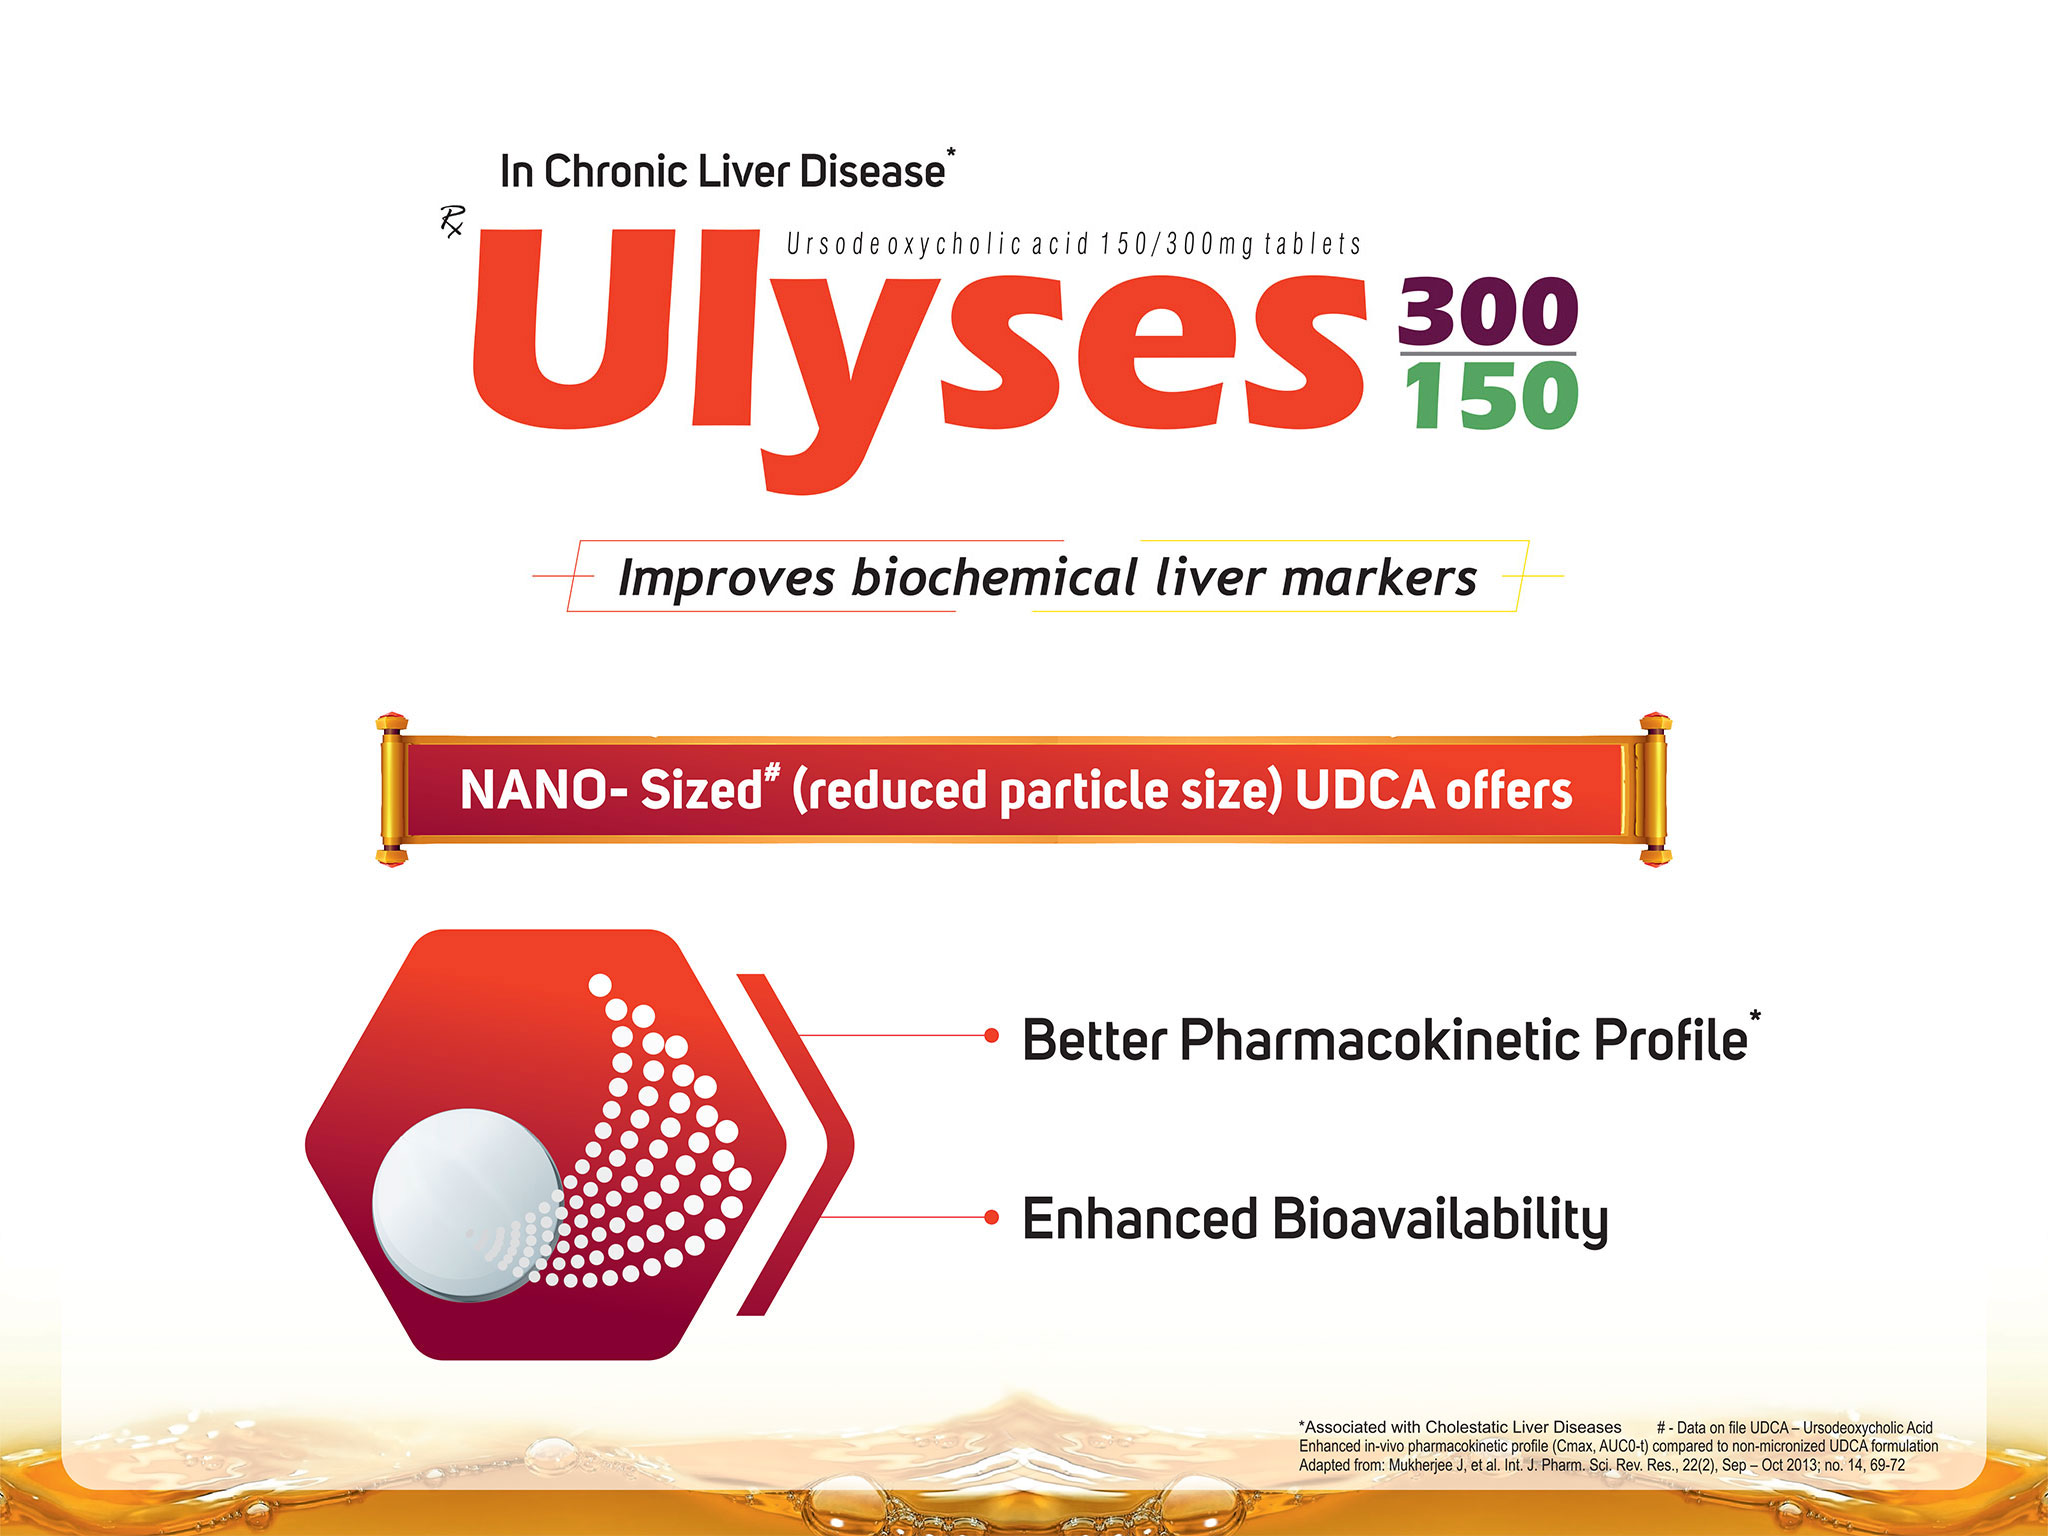 In Chronic Liver Disease*
Rx
Ursodeoxycholic acid 150/300mg tablets
Ulyses 300
150
Improves biochemical liver markers
NANO- Sized# (reduced particle size) UDCA offers
Better Pharmacokinetic Profile*
Enhanced Bioavailability
*Associated with Cholestatic Liver Diseases # - Data on file UDCA – Ursodeoxycholic Acid
Enhanced in-vivo pharmacokinetic profile (Cmax, AUC0-t) compared to non-micronized UDCA formulation
Adapted from: Mukherjee J, et al. Int. J. Pharm. Sci. Rev. Res., 22(2), Sep – Oct 2013; no. 14, 69-72